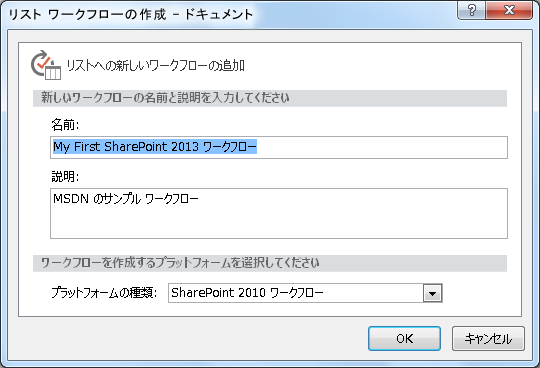 リスト ワークフローの作成 - ドキュメント
リストへの新しいワークフローの追加
新しいワークフローの名前と説明を入力してください
名前:
My First SharePoint 2013 ワークフロー
説明:
MSDN のサンプル ワークフロー
ワークフローを作成するプラットフォームを選択してください
プラットフォームの種類: SharePoint 2010 ワークフロー
OK キャンセル